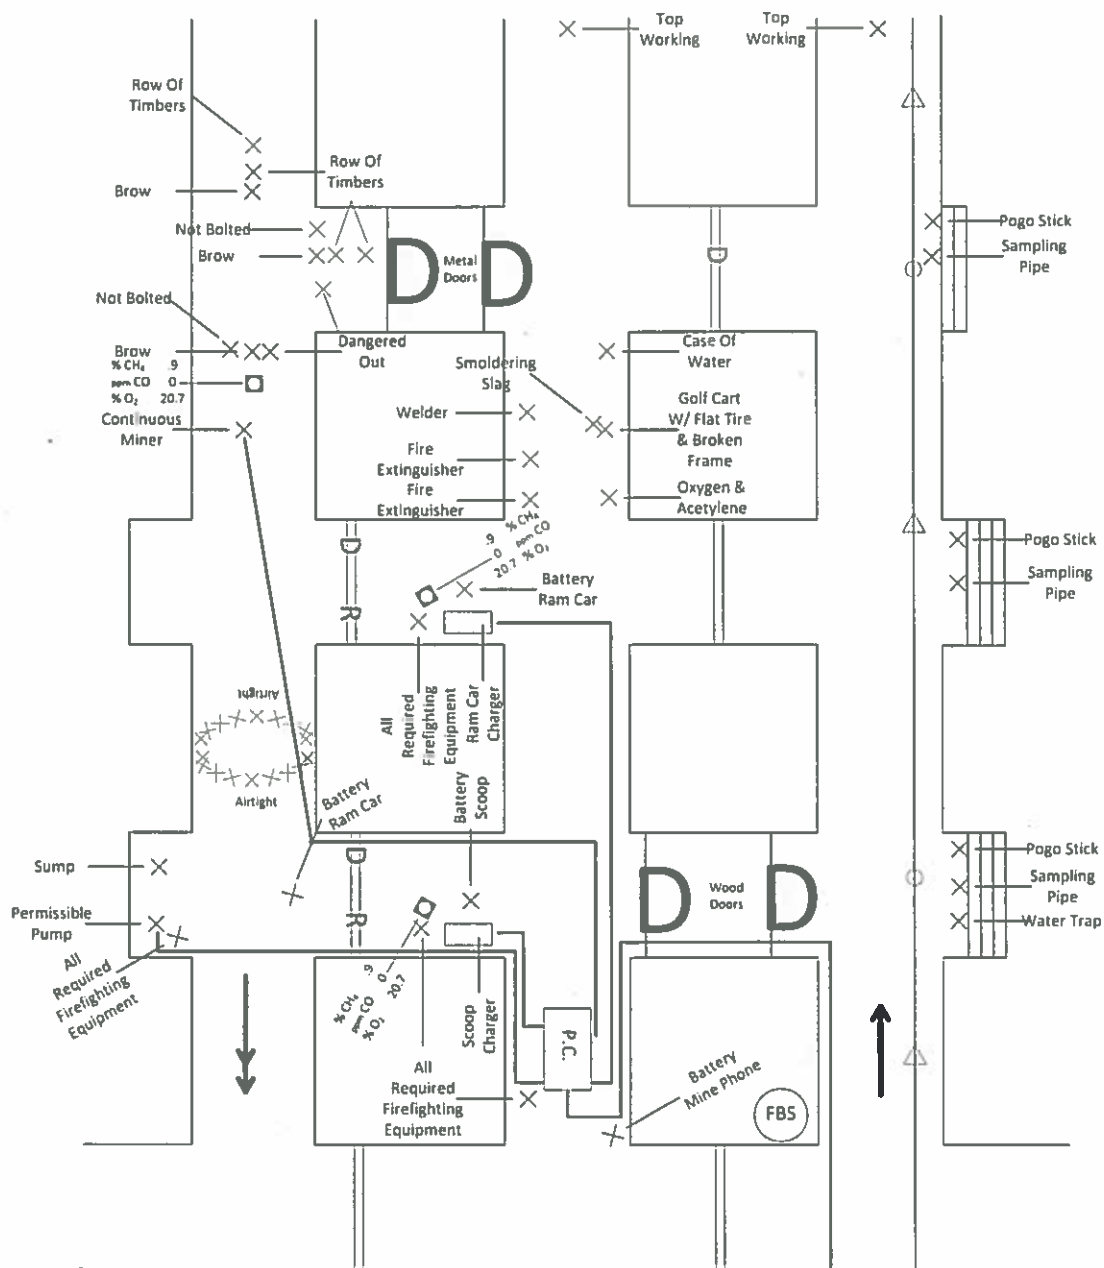 Top
Working
Top
Working
Row Of
Timbers
Row Of
Timbers
Brow
Not Bolted
Brow
D
Metal
Doors
D
D
Pogo Stick
Sampling
Pipe
Not Bolted
Dangered
Out
Brow
% CH₄ .9
ppm CO 0
% O₂ 20.7
Continuous
Miner
Smoldering
Slag
Case Of
Water
Welder
Golf Cart
W/ Flat Tire
& Broken
Frame
Fire
Extinguisher
Fire
Extinguisher
Oxygen &
Acetylene
D
R
.9 % CH₄
0 ppm CO
20.7 % O₂
Battery
Ram Car
Pogo Stick
Sampling
Pipe
All
Required
Firefighting
Equipment
Ram Car
Charger
Airtight
Airtight
Battery
Ram Car
Battery
Scoop
Sump
D
R
D
Wood
Doors
D
Pogo Stick
Sampling
Pipe
Water Trap
Permissible
Pump
All
Required
Firefighting
Equipment
% CH₄ .9
ppm CO 0
% O₂ 20.7
Scoop
Charger
P.C.
All
Required
Firefighting
Equipment
Battery
Mine Phone
FBS